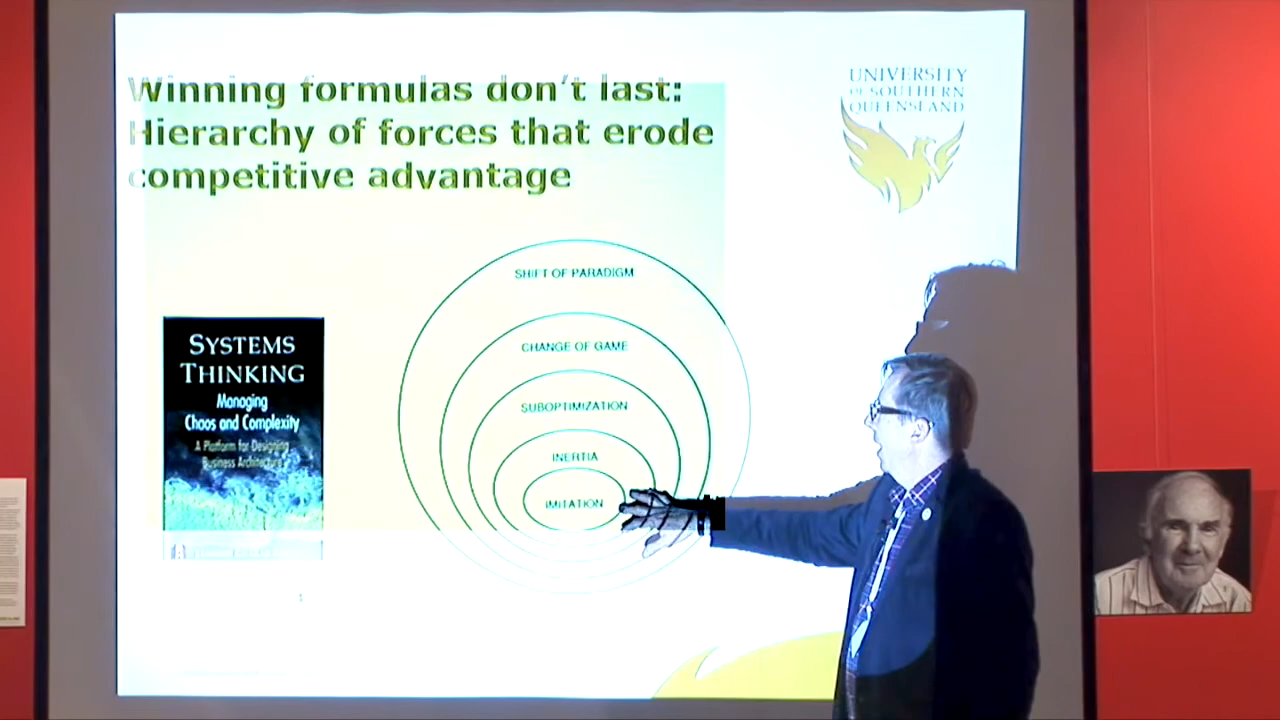 Winning formulas don't last:
Hierarchy of forces that erode
competitive advantage
UNIVERSITY
OF SOUTHERN
QUEENSLAND
SHIFT OF PARADIGM
CHANGE OF GAME
SUBOPTIMIZATION
INERTIA
IMITATION
SYSTEMS
THINKING
Managing
Chaos and Complexity
A Platform for Designing
Business Architecture